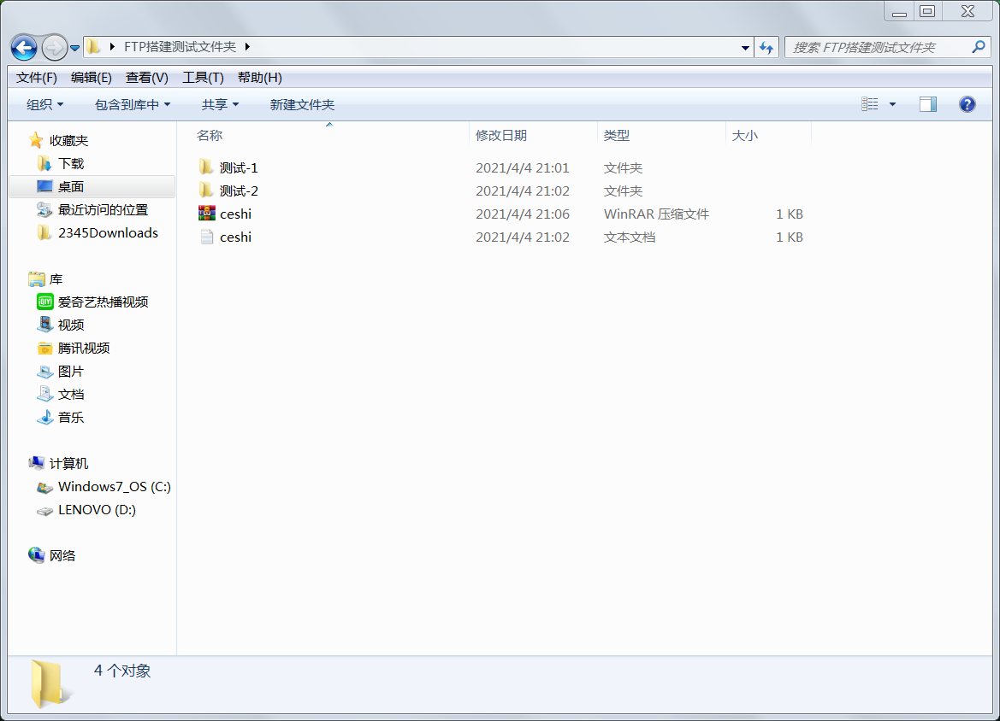 FTP搭建测试文件夹
搜索 FTP搭建测试文件夹
文件(F) 编辑(E) 查看(V) 工具(T) 帮助(H)
组织 包含到库中 共享 新建文件夹
收藏夹
下载
桌面
最近访问的位置
2345Downloads
库
爱奇艺热播视频
视频
腾讯视频
图片
文档
音乐
计算机
Windows7_OS (C:)
LENOVO (D:)
网络
名称 修改日期 类型 大小
测试-1 2021/4/4 21:01 文件夹
测试-2 2021/4/4 21:02 文件夹
ceshi 2021/4/4 21:06 WinRAR 压缩文件 1 KB
ceshi 2021/4/4 21:02 文本文档 1 KB
4 个对象